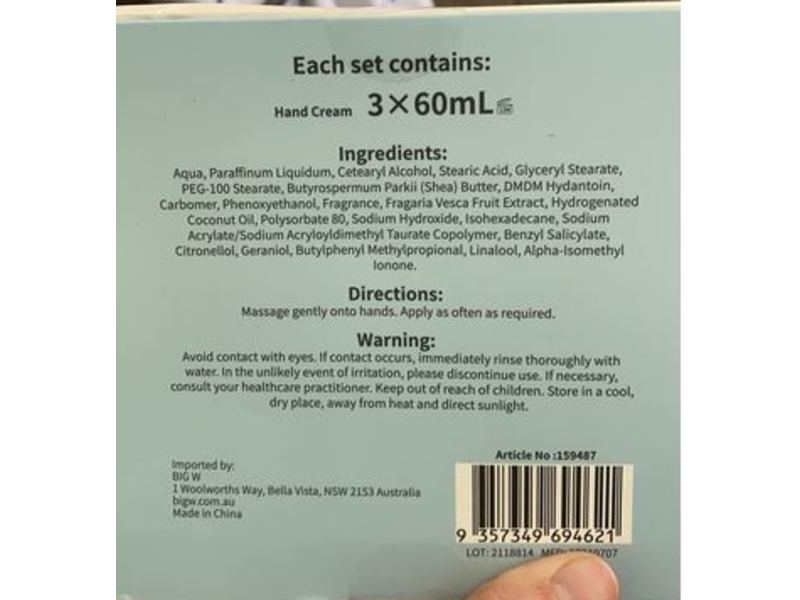 Each set contains:
Hand Cream 3×60mL
Ingredients:
Aqua, Paraffinum Liquidum, Cetearyl Alcohol, Stearic Acid, Glyceryl Stearate,
PEG-100 Stearate, Butyrospermum Parkii (Shea) Butter, DMDM Hydantoin,
Carbomer, Phenoxyethanol, Fragrance, Fragaria Vesca Fruit Extract, Hydrogenated
Coconut Oil, Polysorbate 80, Sodium Hydroxide, Isohexadecane, Sodium
Acrylate/Sodium Acryloyldimethyl Taurate Copolymer, Benzyl Salicylate,
Citronellol, Geraniol, Butylphenyl Methylpropional, Linalool, Alpha-Isomethyl
Ionone.
Directions:
Massage gently onto hands. Apply as often as required.
Warning:
Avoid contact with eyes. If contact occurs, immediately rinse thoroughly with
water. In the unlikely event of irritation, please discontinue use. If necessary,
consult your healthcare practitioner. Keep out of reach of children. Store in a cool,
dry place, away from heat and direct sunlight.
Article No :159487
Imported by:
BIG W
1 Woolworths Way, Bella Vista, NSW 2153 Australia
bigw.com.au
Made in China
9 357349 694621
LOT: 2118814